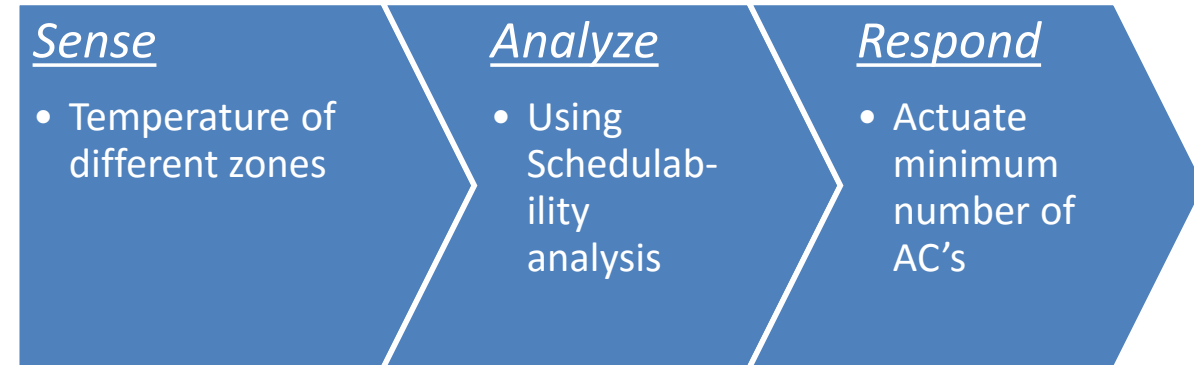 Sense
• Temperature of
different zones
Analyze
• Using
Schedulab-
ility
analysis
Respond
• Actuate
minimum
number of
AC’s